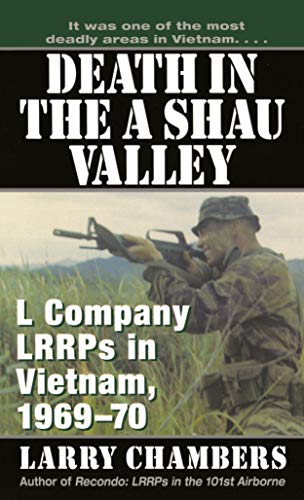 It was one of the most
deadly areas in Vietnam. . . .
DEATH IN
THE A SHAU
VALLEY
L Company
LRRPs in
Vietnam,
1969–70
LARRY CHAMBERS
Author of Recondo: LRRPs in the 101st Airborne